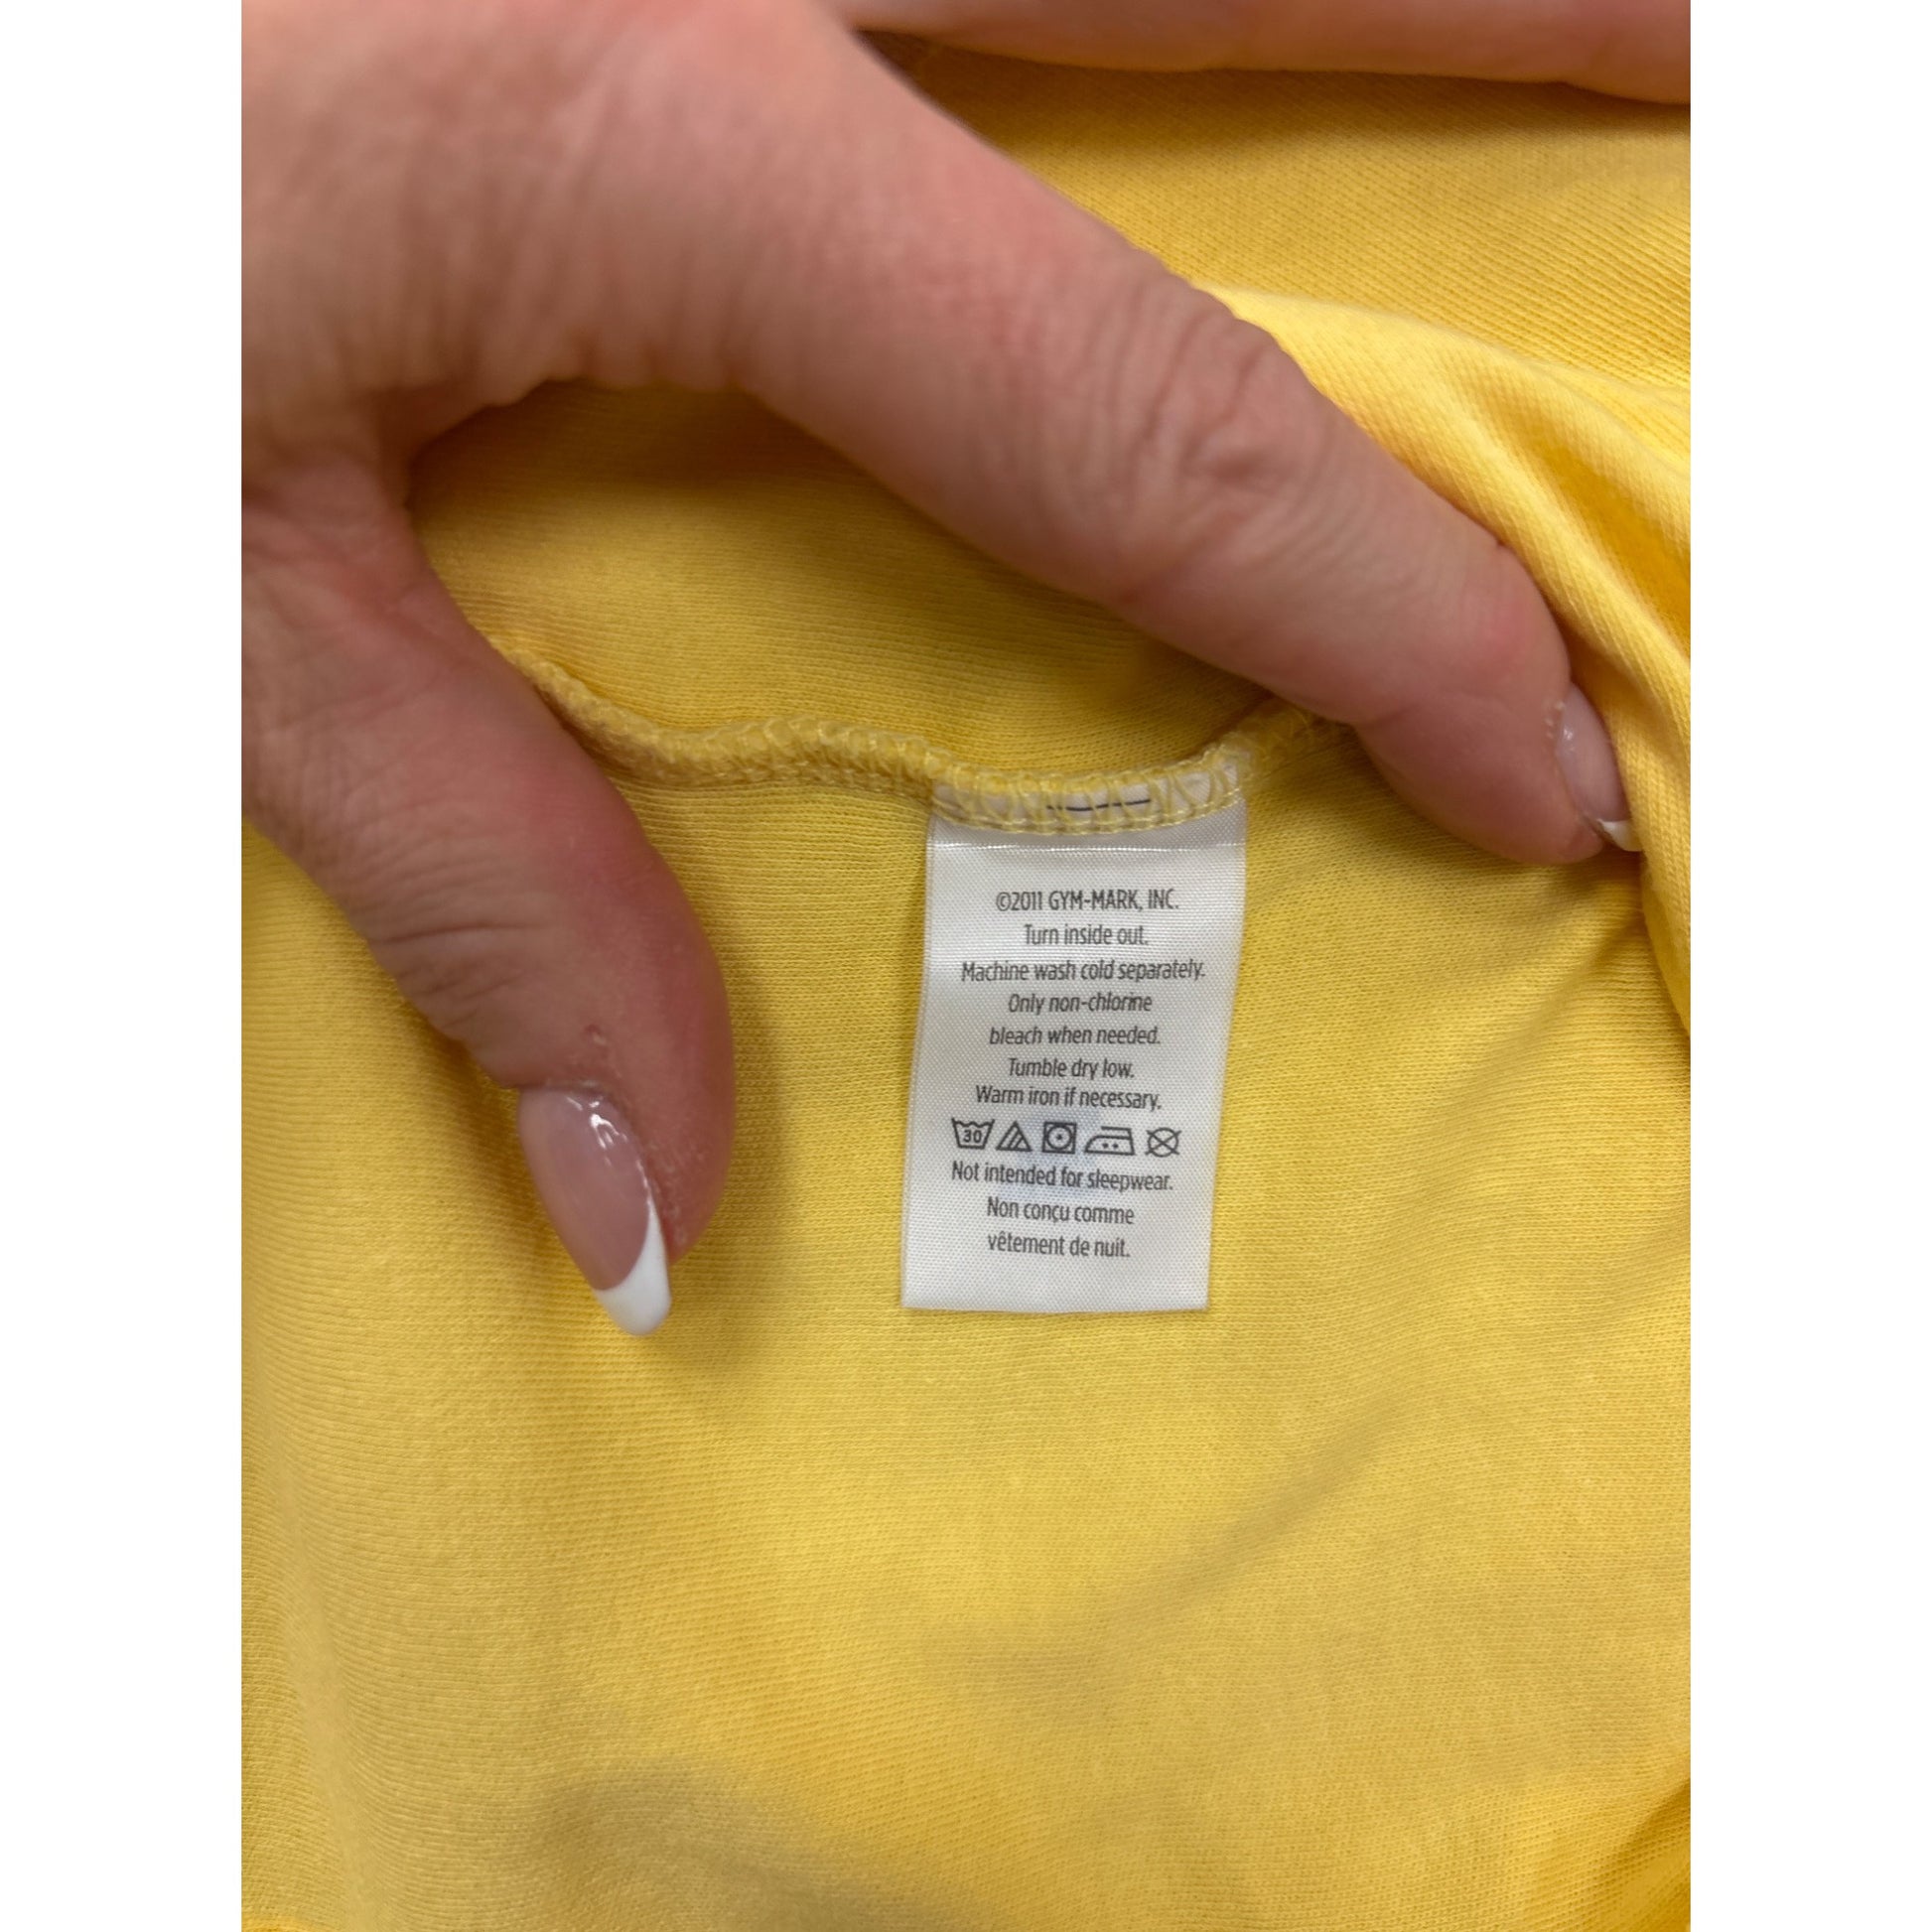 ©2011 GYM-MARK, INC.
Turn inside out.
Machine wash cold separately.
Only non-chlorine
bleach when needed.
Tumble dry low.
Warm iron if necessary.
30
Not intended for sleepwear.
Non conçu comme
vêtement de nuit.